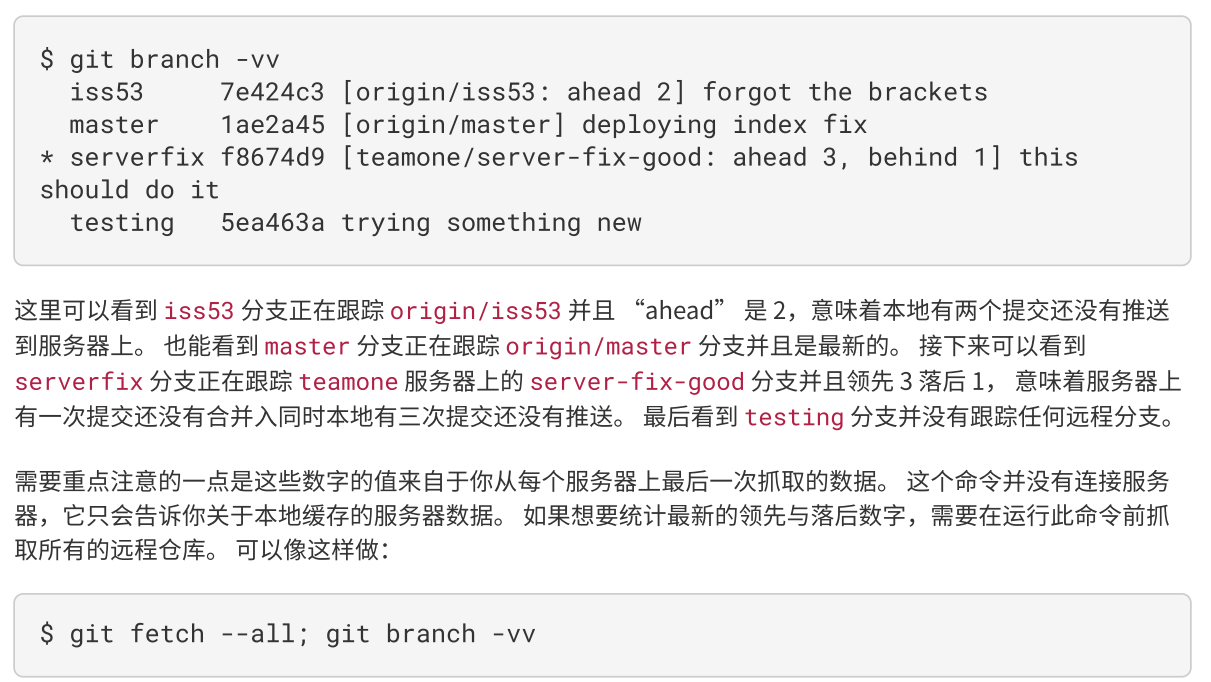 $ git branch -vv
  iss53     7e424c3 [origin/iss53: ahead 2] forgot the brackets
  master    1ae2a45 [origin/master] deploying index fix
* serverfix f8674d9 [teamone/server-fix-good: ahead 3, behind 1] this
should do it
  testing   5ea463a trying something new
这里可以看到 iss53 分支正在跟踪 origin/iss53 并且 “ahead” 是 2，意味着本地有两个提交还没有推送
到服务器上。 也能看到 master 分支正在跟踪 origin/master 分支并且是最新的。 接下来可以看到
serverfix 分支正在跟踪 teamone 服务器上的 server-fix-good 分支并且领先 3 落后 1， 意味着服务器上
有一次提交还没有合并入同时本地有三次提交还没有推送。 最后看到 testing 分支并没有跟踪任何远程分支。
需要重点注意的一点是这些数字的值来自于你从每个服务器上最后一次抓取的数据。 这个命令并没有连接服务
器，它只会告诉你关于本地缓存的服务器数据。 如果想要统计最新的领先与落后数字，需要在运行此命令前抓
取所有的远程仓库。 可以像这样做：
$ git fetch --all; git branch -vv